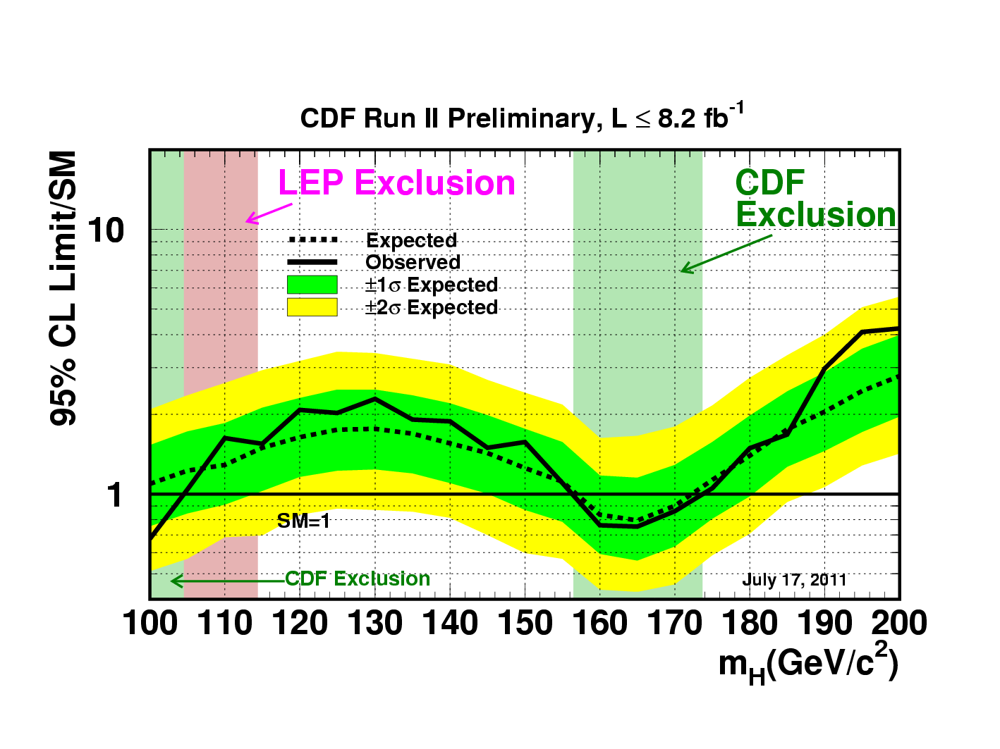 CDF Run II Preliminary, L ≤ 8.2 fb⁻¹
95% CL Limit/SM
LEP Exclusion
CDF
Exclusion
10
Expected
Observed
±1σ Expected
±2σ Expected
1
SM=1
CDF Exclusion
July 17, 2011
100 110 120 130 140 150 160 170 180 190 200
m_H(GeV/c²)